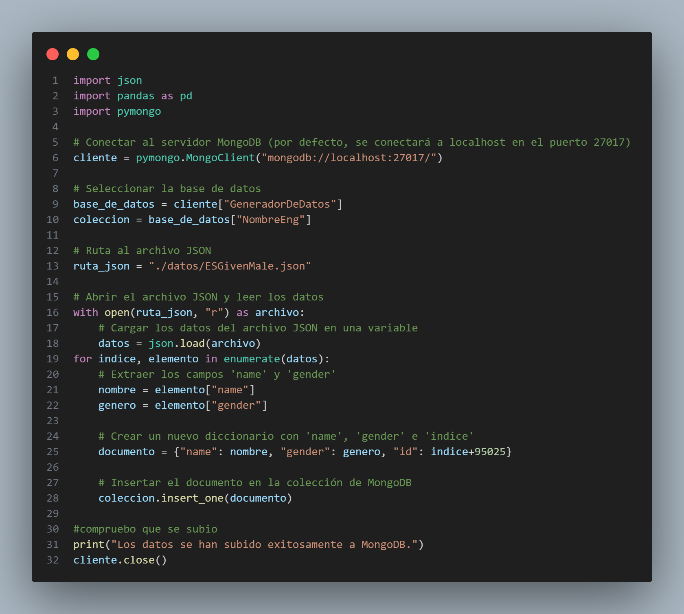 1 import json
2 import pandas as pd
3 import pymongo
4
5 # Conectar al servidor MongoDB (por defecto, se conectará a localhost en el puerto 27017)
6 cliente = pymongo.MongoClient("mongodb://localhost:27017/")
7
8 # Seleccionar la base de datos
9 base_de_datos = cliente["GeneradorDeDatos"]
10 coleccion = base_de_datos["NombreEng"]
11
12 # Ruta al archivo JSON
13 ruta_json = "./datos/ESGivenMale.json"
14
15 # Abrir el archivo JSON y leer los datos
16 with open(ruta_json, "r") as archivo:
17     # Cargar los datos del archivo JSON en una variable
18     datos = json.load(archivo)
19 for indice, elemento in enumerate(datos):
20     # Extraer los campos 'name' y 'gender'
21     nombre = elemento["name"]
22     genero = elemento["gender"]
23
24     # Crear un nuevo diccionario con 'name', 'gender' e 'indice'
25     documento = {"name": nombre, "gender": genero, "id": indice+95025}
26
27     # Insertar el documento en la colección de MongoDB
28     coleccion.insert_one(documento)
29
30 #compruebo que se subio
31 print("Los datos se han subido exitosamente a MongoDB.")
32 cliente.close()